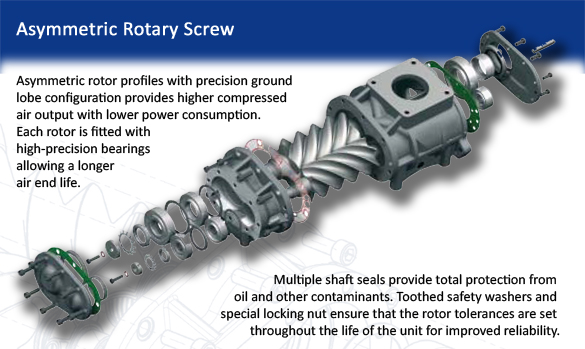 Asymmetric Rotary Screw
Asymmetric rotor profiles with precision ground
lobe configuration provides higher compressed
air output with lower power consumption.
Each rotor is fitted with
high-precision bearings
allowing a longer
air end life.
Multiple shaft seals provide total protection from
oil and other contaminants. Toothed safety washers and
special locking nut ensure that the rotor tolerances are set
throughout the life of the unit for improved reliability.